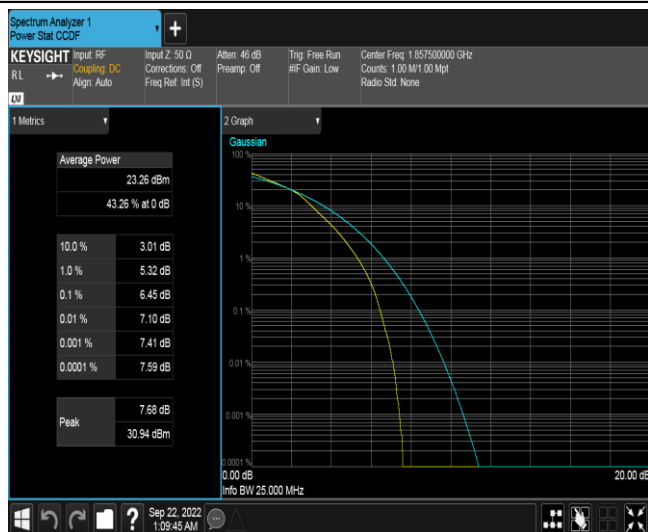 Spectrum Analyzer 1
Power Stat CCDF
+
KEYSIGHT
RL
LXI
Input: RF
Coupling: DC
Align: Auto
Input Z: 50 Ω
Corrections: Off
Freq Ref: Int (S)
Atten: 46 dB
Preamp: Off
Trig: Free Run
#IF Gain: Low
Center Freq: 1.857500000 GHz
Counts: 1.00 M/1.00 Mpt
Radio Std: None
1 Metrics
Average Power
23.26 dBm
43.26 % at 0 dB
10.0 % 3.01 dB
1.0 % 5.32 dB
0.1 % 6.45 dB
0.01 % 7.10 dB
0.001 % 7.41 dB
0.0001 % 7.59 dB
Peak
7.68 dB
30.94 dBm
2 Graph
Gaussian
100 %
10 %
1 %
0.1 %
0.01 %
0.001 %
0.0001 %
0.00 dB
20.00 dB
Info BW 25.000 MHz
?
Sep 22, 2022
1:09:45 AM